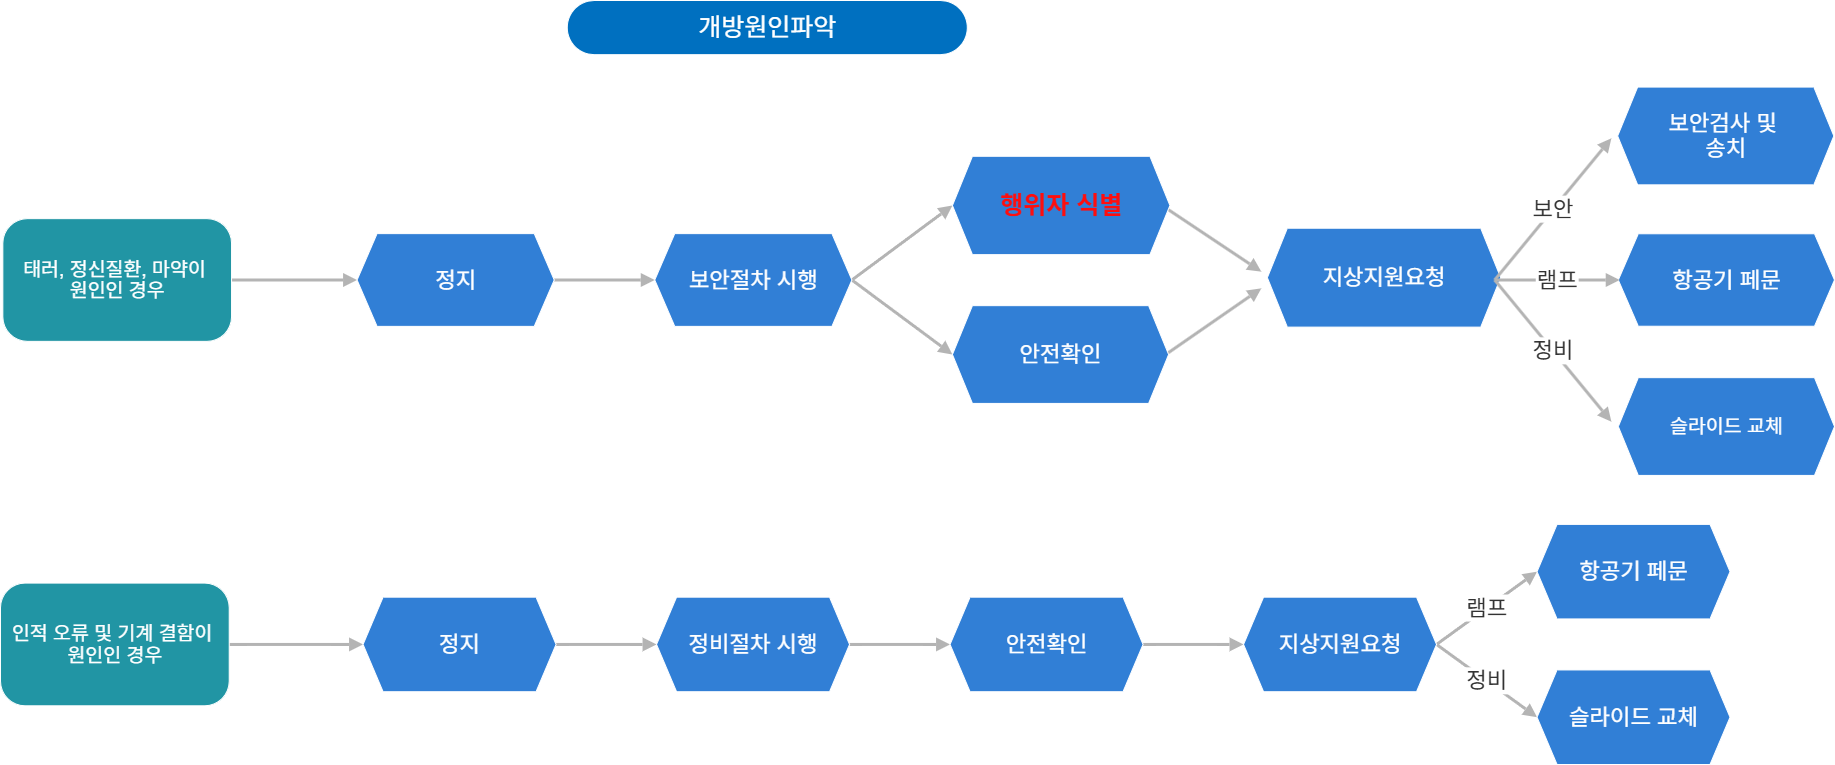 개방원인파악
태러, 정신질환, 마약이
원인인 경우
정지
보안절차 시행
행위자 식별
안전확인
지상지원요청
보안
램프
정비
보안검사 및
송치
항공기 페문
슬라이드 교체
인적 오류 및 기계 결함이
원인인 경우
정지
정비절차 시행
안전확인
지상지원요청
램프
정비
항공기 페문
슬라이드 교체